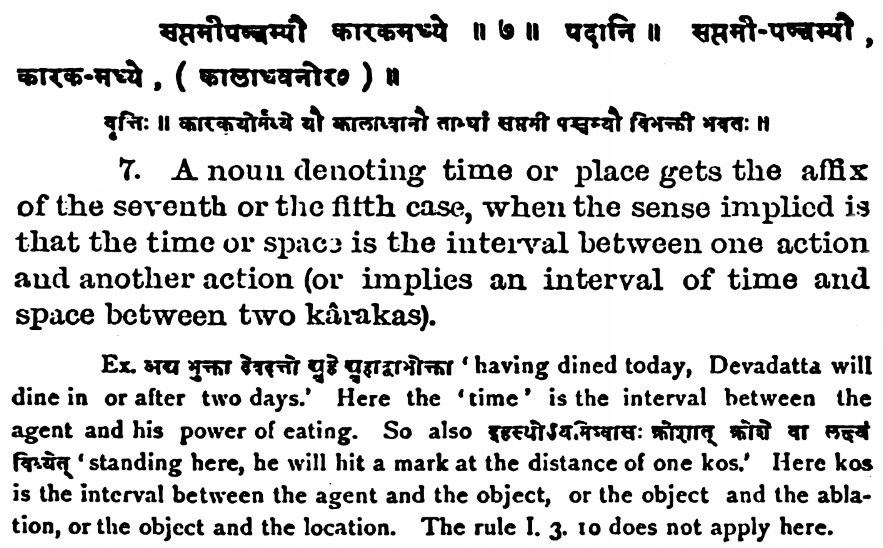 सप्तमीपञ्चम्यौ कारकमध्ये ॥ ७ ॥ पदानि ॥ सप्तमी-पञ्चम्यौ,
कारक-मध्ये, ( कालाध्वनोर॰ ) ॥
वृत्तिः ॥ कारकयोर्मध्ये यौ कालाध्वानौ ताभ्यां सप्तमी पञ्चम्यौ विभक्ती भवतः ॥
7. A noun denoting time or place gets the affix
of the seventh or the fifth case, when the sense implied is
that the time or space is the interval between one action
and another action (or implies an interval of time and
space between two kârakas).
Ex. अद्य भुक्ता देवदत्तो द्व्यहे द्व्यहाद्वाभोक्ता ‘having dined today, Devadatta will
dine in or after two days.’ Here the ‘time’ is the interval between the
agent and his power of eating. So also इहस्थोऽयमिष्वासः क्रोशात् क्रोशे वा लक्ष्यं
विध्येत् ‘standing here, he will hit a mark at the distance of one kos.’ Here kos
is the interval between the agent and the object, or the object and the abla-
tion, or the object and the location. The rule I. 3. 10 does not apply here.